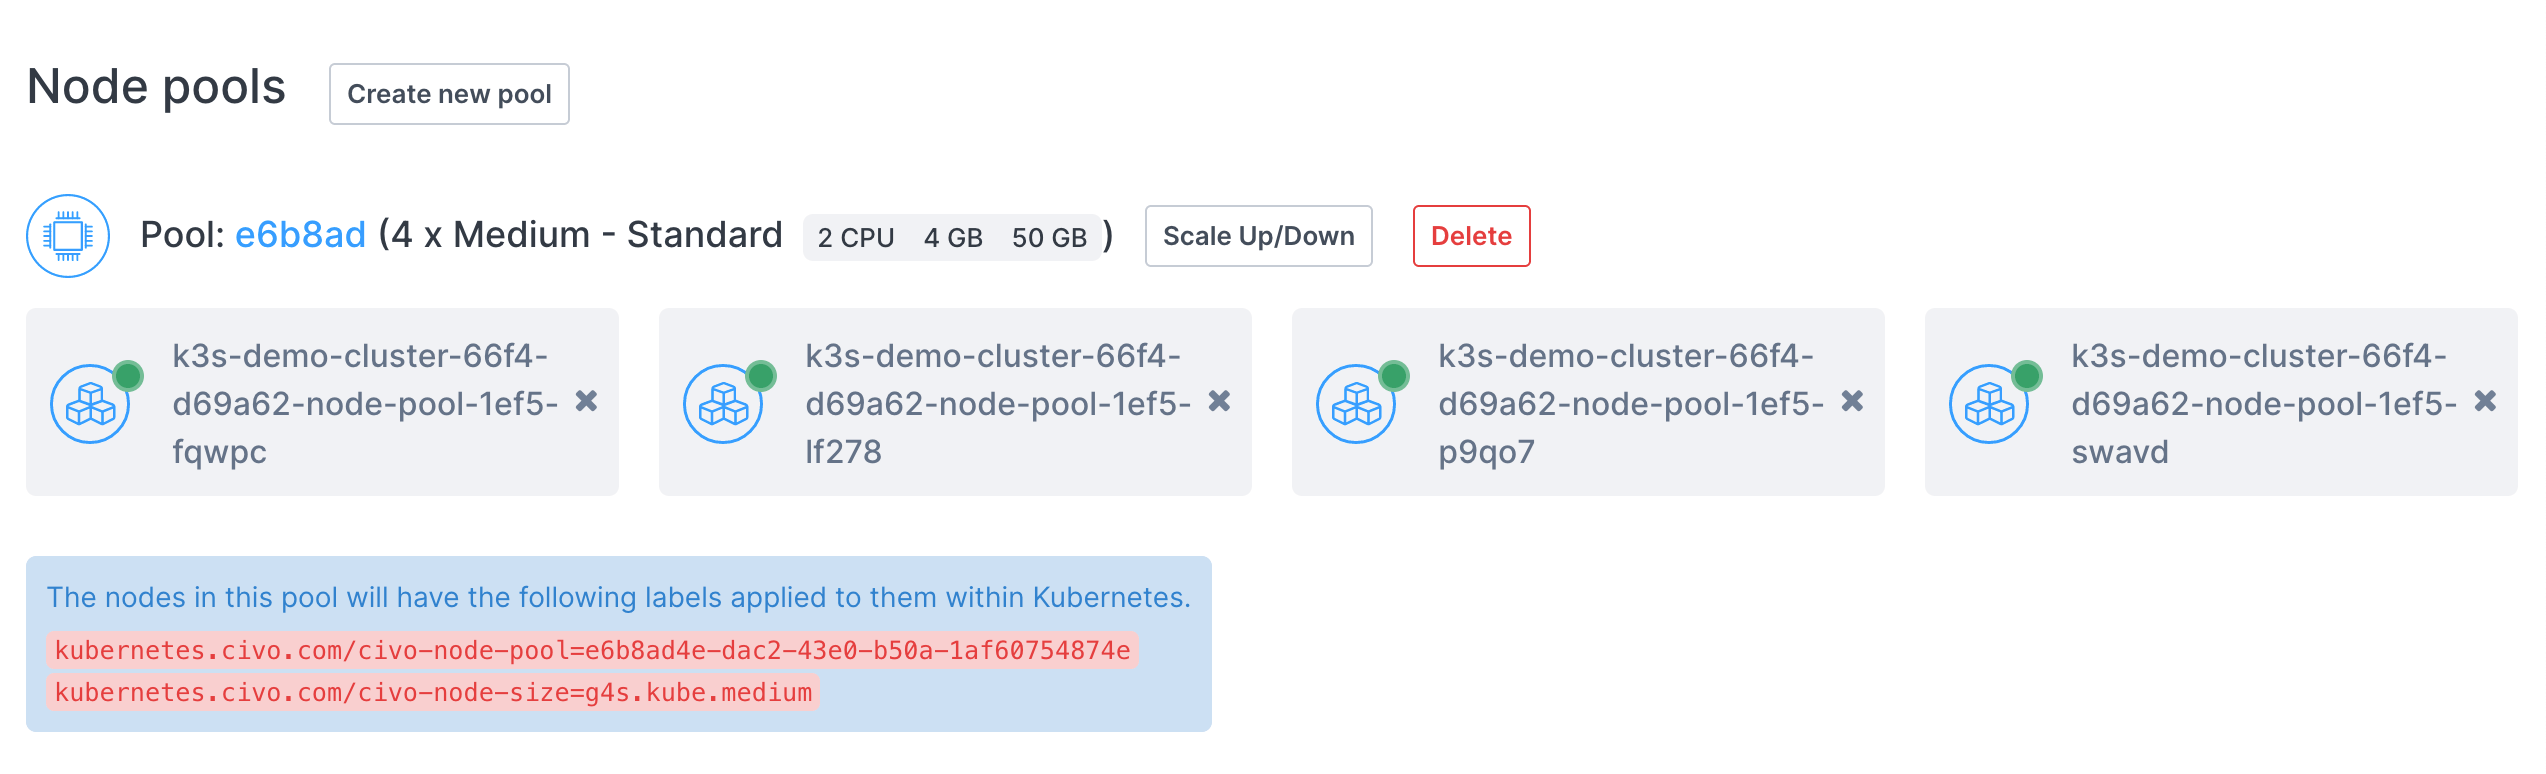 Node pools
Create new pool
Pool: e6b8ad (4 x Medium - Standard 2 CPU 4 GB 50 GB)
Scale Up/Down
Delete
k3s-demo-cluster-66f4-
d69a62-node-pool-1ef5-
fqwpc
k3s-demo-cluster-66f4-
d69a62-node-pool-1ef5-
lf278
k3s-demo-cluster-66f4-
d69a62-node-pool-1ef5-
p9qo7
k3s-demo-cluster-66f4-
d69a62-node-pool-1ef5-
swavd
The nodes in this pool will have the following labels applied to them within Kubernetes.
kubernetes.civo.com/civo-node-pool=e6b8ad4e-dac2-43e0-b50a-1af60754874e
kubernetes.civo.com/civo-node-size=g4s.kube.medium